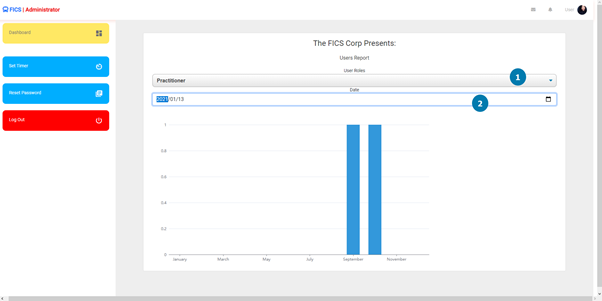 FICS | Administrator
User
Dashboard
Set Timer
Reset Password
Log Out
The FICS Corp Presents:
Users Report
User Roles
Practitioner
1
Date
2021/01/13
2
1
0.8
0.6
0.4
0.2
0
January
March
May
July
September
November